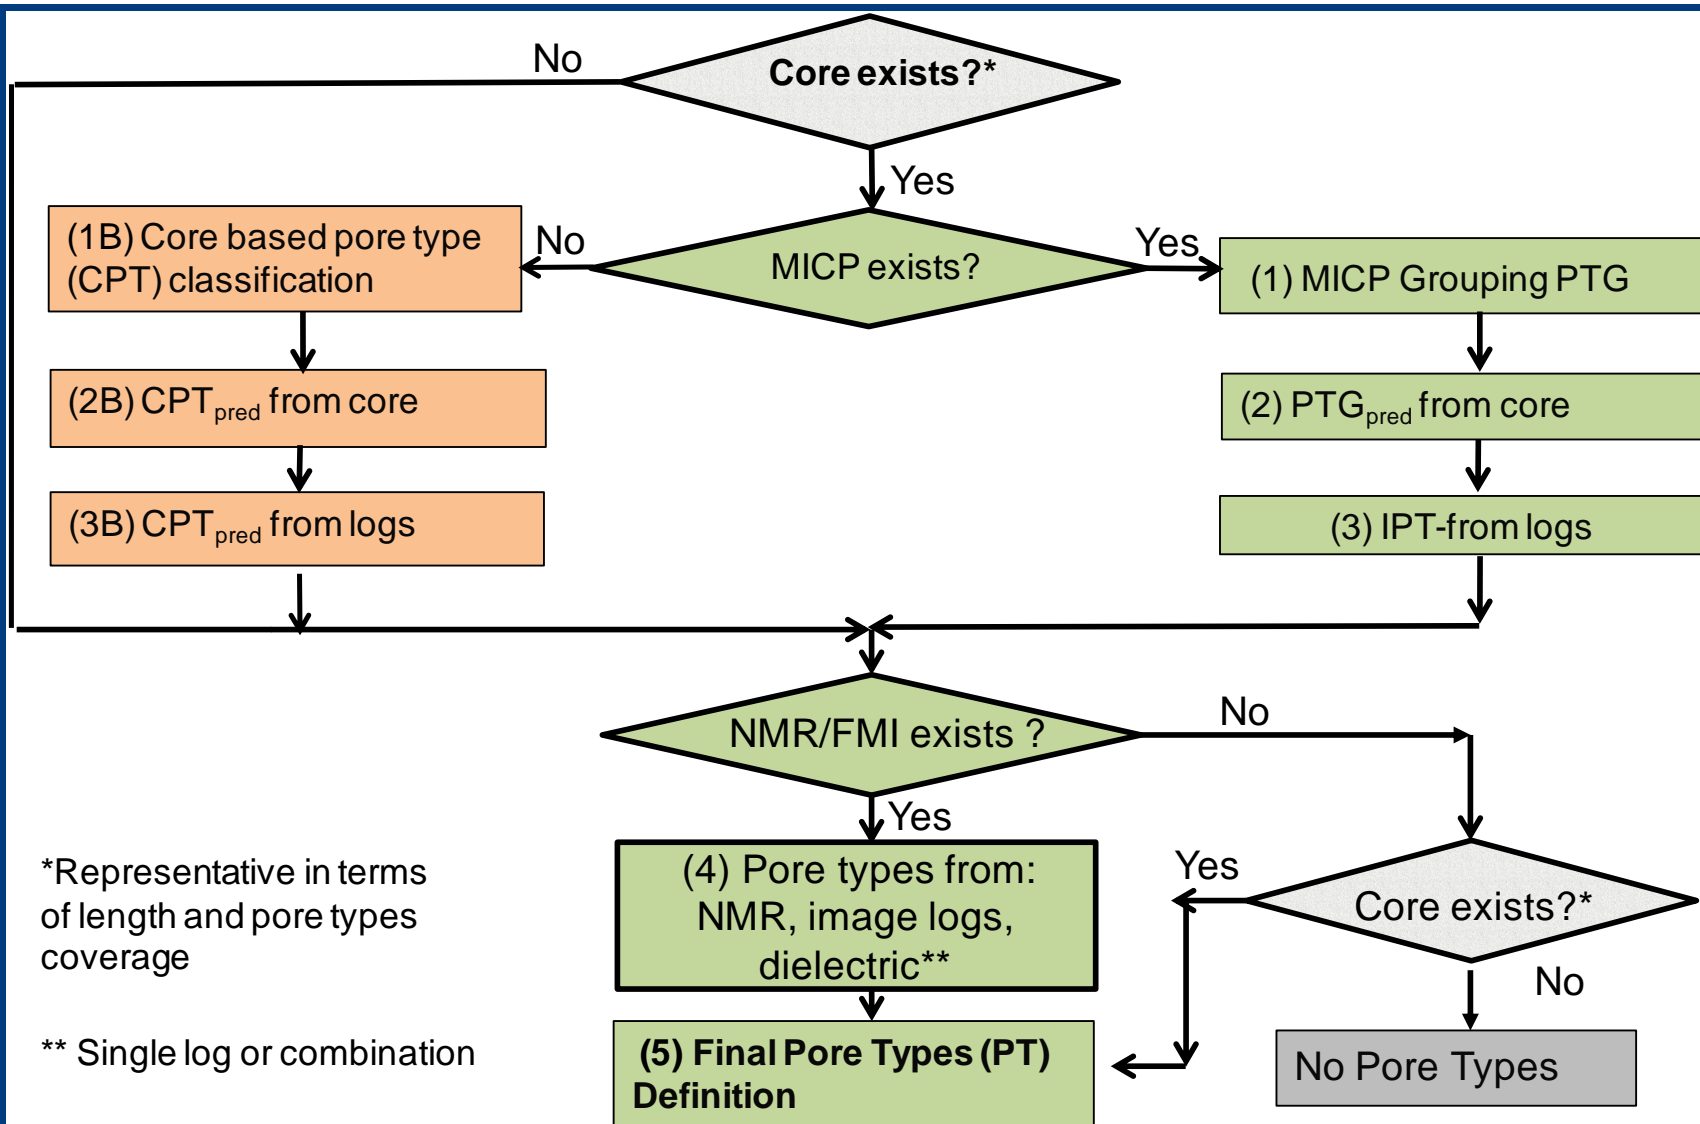 No
Core exists?*
Yes
(1B) Core based pore type
(CPT) classification
No
MICP exists?
Yes
(1) MICP Grouping PTG
(2B) CPTpred from core
(2) PTGpred from core
(3B) CPTpred from logs
(3) IPT-from logs
NMR/FMI exists ?
No
Yes
*Representative in terms
of length and pore types
coverage
(4) Pore types from:
NMR, image logs,
dielectric**
Yes
Core exists?*
No
** Single log or combination
(5) Final Pore Types (PT)
Definition
No Pore Types